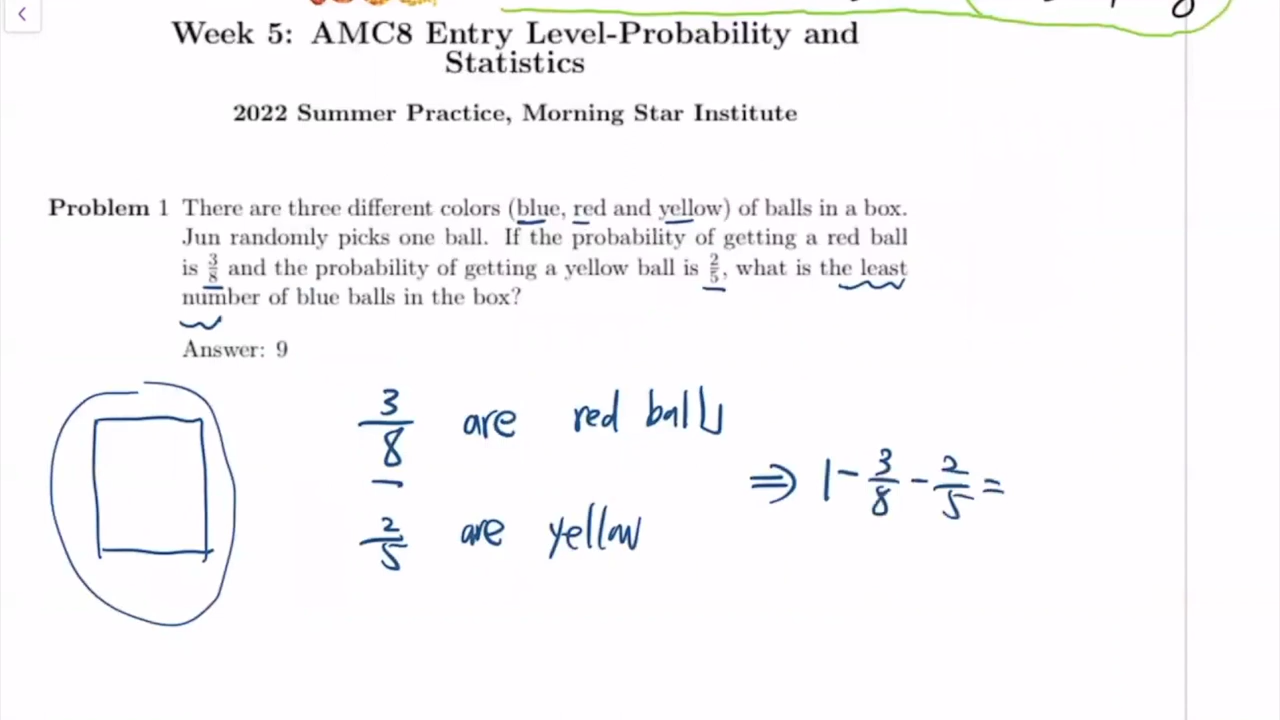 Week 5: AMC8 Entry Level-Probability and
Statistics
2022 Summer Practice, Morning Star Institute
Problem 1 There are three different colors (blue, red and yellow) of balls in a box.
Jun randomly picks one ball. If the probability of getting a red ball
is 3/8 and the probability of getting a yellow ball is 2/5, what is the least
number of blue balls in the box?
Answer: 9
3/8 are red balls
⇒ 1 - 3/8 - 2/5 =
2/5 are yellow